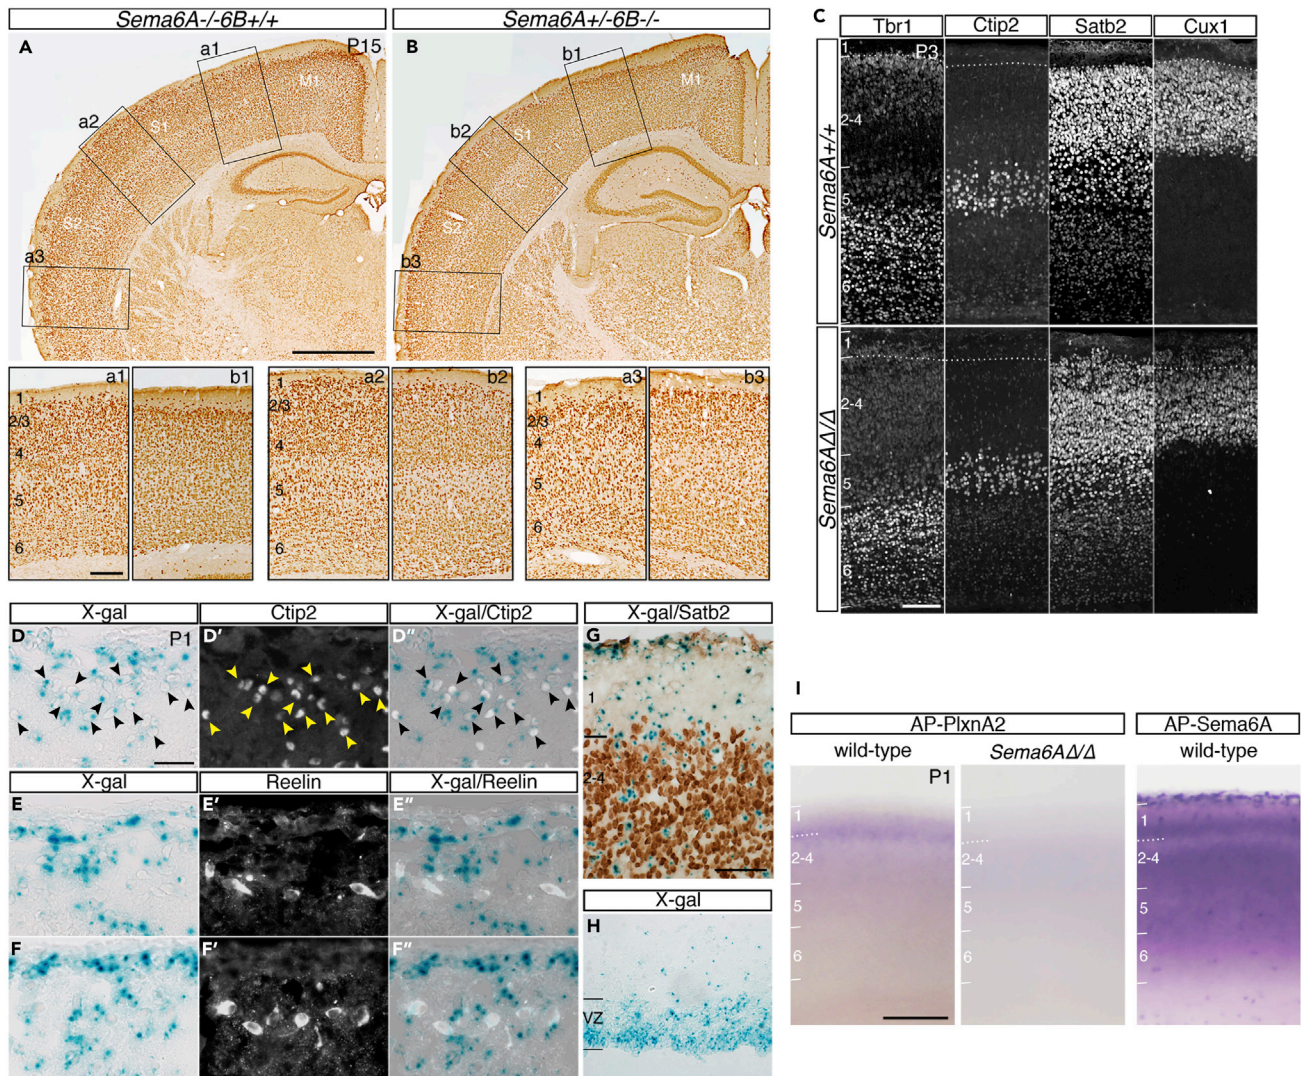 Sema6A-/-6B+/+
Sema6A+/-6B-/-
A
a1
P15
M1
a2
S1
S2
a3
B
b1
M1
b2
S1
S2
b3
a1
b1
a2
b2
a3
b3
1
2/3
4
5
6
1
2/3
4
5
6
1
2/3
4
5
6
C
Tbr1
Ctip2
Satb2
Cux1
Sema6A+/+
1
P3
2-4
5
6
Sema6AΔ/Δ
1
2-4
5
6
X-gal
Ctip2
X-gal/Ctip2
D
P1
D'
D"
X-gal
Reelin
X-gal/Reelin
E
E'
E"
F
F'
F"
X-gal/Satb2
G
1
2-4
X-gal
H
VZ
I
AP-PlxnA2
AP-Sema6A
wild-type
Sema6AΔ/Δ
wild-type
P1
1
2-4
5
6
1
2-4
5
6
1
2-4
5
6